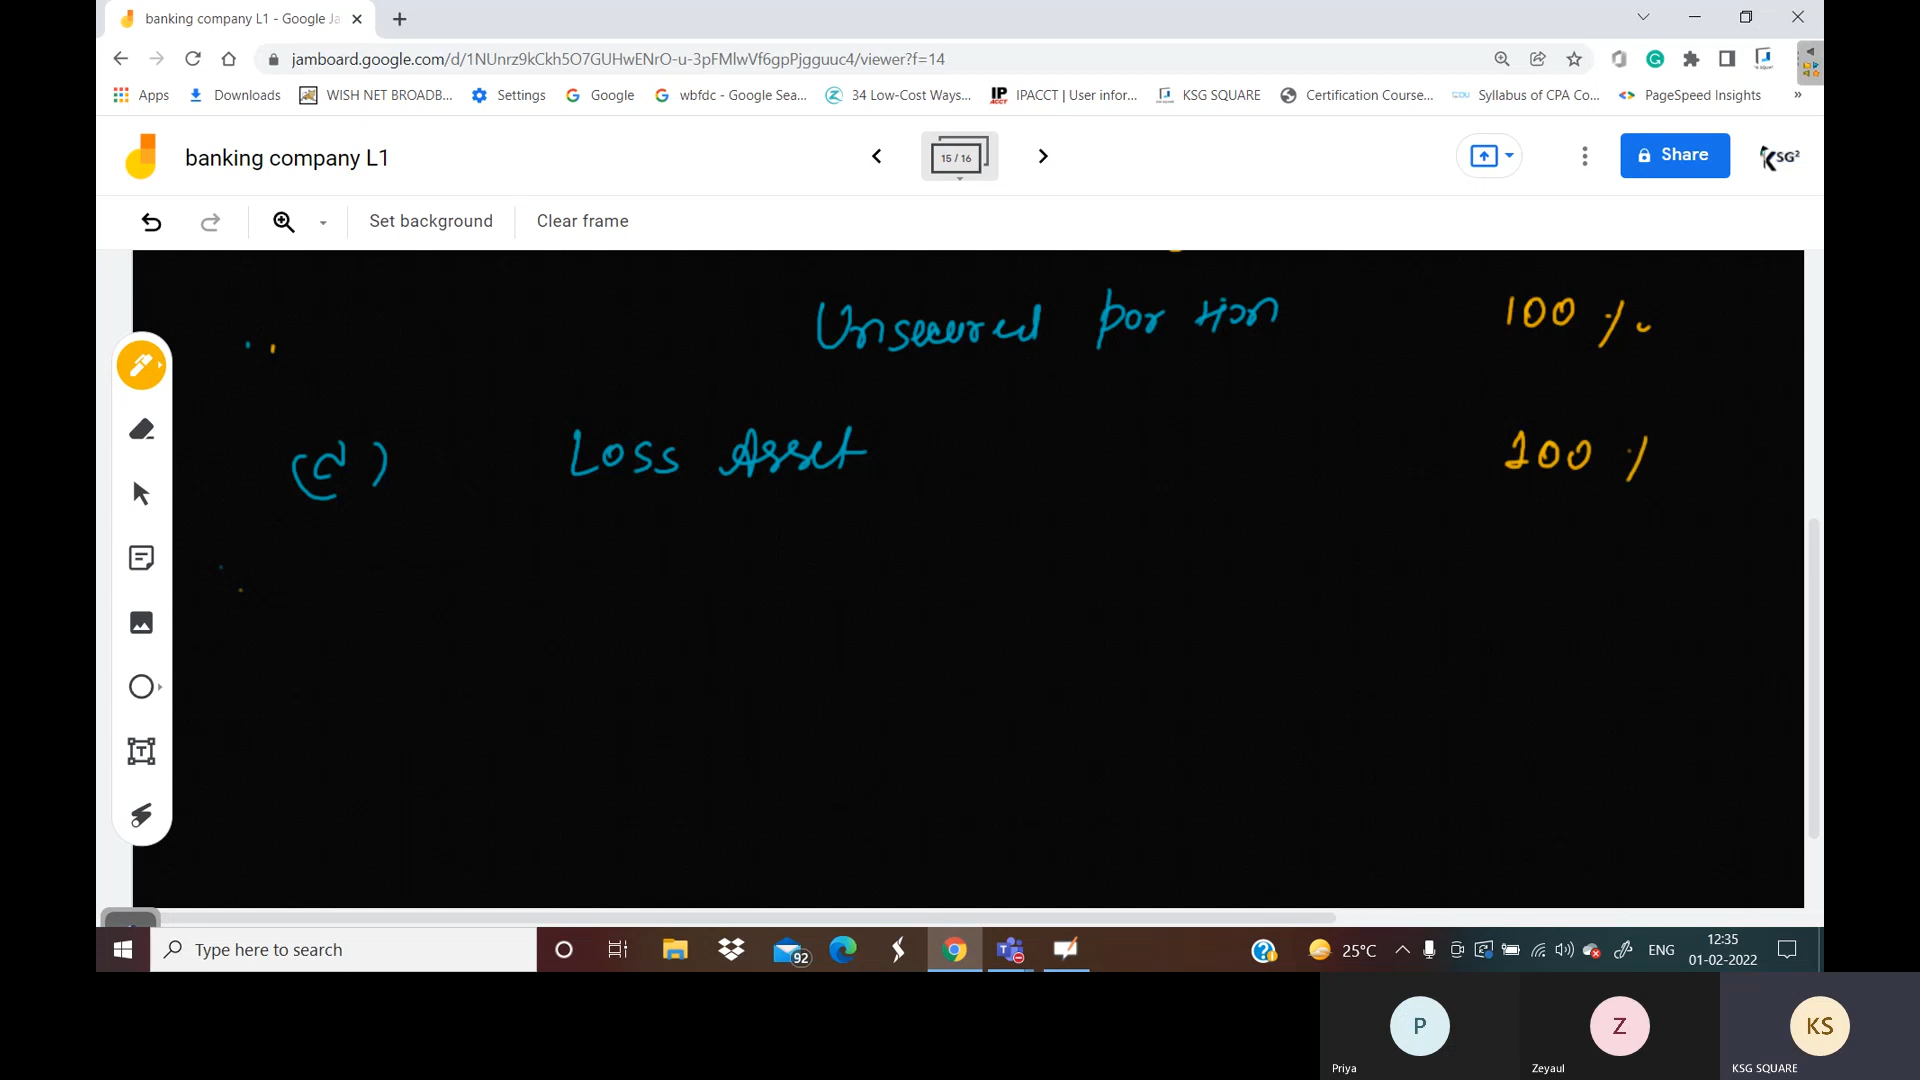 banking company L1 - Google Ja
jamboard.google.com/d/1NUnrz9kCkh5O7GUHwENrO-u-3pFMlwVf6gpPjgguuc4/viewer?f=14
Apps Downloads WISH NET BROADB... Settings Google wbfdc - Google Sea... 34 Low-Cost Ways... IPACCT | User infor... KSG SQUARE Certification Course... Syllabus of CPA Co... PageSpeed Insights »
banking company L1 15 / 16 Share KSG²
Set background Clear frame
Unsecured portion 100 %
(d) Loss Asset 100 %
Type here to search 92 25°C ENG 12:35
01-02-2022
P Z KS
Priya Zeyaul KSG SQUARE